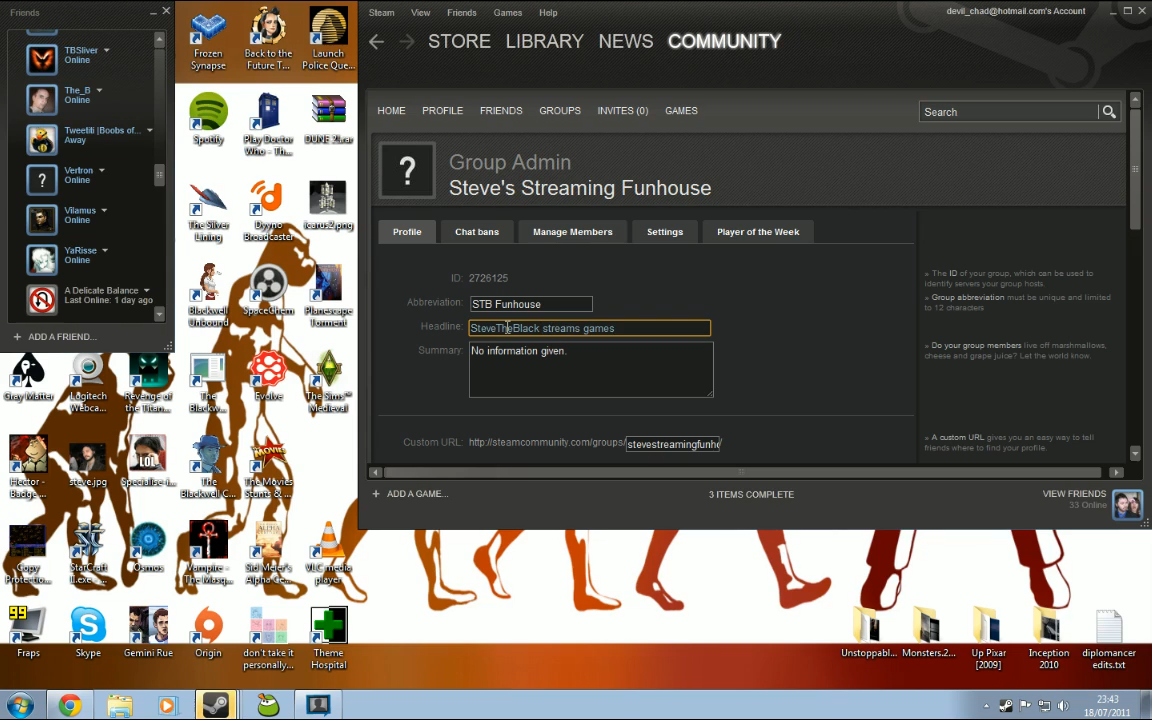 Friends
TBSliver
Online
The_B
Online
Tweeliti |Boobs of...
Away
Vertron
Online
Vilamus
Online
YaRisse
Online
A Delicate Balance
Last Online: 1 day ago
+ ADD A FRIEND...
Frozen Synapse
Back to the Future T...
Launch Police Que...
Spotify
Play Doctor Who - Th...
DUNE 2.rar
The Silver Lining
Dyyno Broadcaster
icarus2.png
Blackwell Unbound
SpaceChem
Planescape Torment
Gray Matter
Logitech Webca...
Revenge of the Titan...
The Blackw...
Evolve
The Sims™ Medieval
Hector - Badge ...
steve.jpg
LOL
Specialise-i...
The Blackwell C...
MOVIES
The Movies Stunts & ...
Copy Protectio...
StarCraft II.exe - ...
Osmos
Vampire - The Masq...
Sid Meier's Alpha Ce...
VLC media player
99
Fraps
Skype
Gemini Rue
Origin
don't take it personally,...
Theme Hospital
Steam View Friends Games Help
devil_chad@hotmail.com's Account
STORE LIBRARY NEWS COMMUNITY
HOME PROFILE FRIENDS GROUPS INVITES (0) GAMES
Search
?
Group Admin
Steve's Streaming Funhouse
Profile Chat bans Manage Members Settings Player of the Week
ID: 2726125
Abbreviation: STB Funhouse
Headline: SteveTheBlack streams games
Summary: No information given.
Custom URL: http://steamcommunity.com/groups/ stevestreamingfunho /
» The ID of your group, which can be used to
identify servers your group hosts.
» Group abbreviation must be unique and limited
to 12 characters
» Do your group members live off marshmallows,
cheese and grape juice? Let the world know.
» A custom URL gives you an easy way to tell
friends where to find your profile.
+ ADD A GAME...
3 ITEMS COMPLETE
VIEW FRIENDS
33 Online
Unstoppabl...
Monsters.2...
Up Pixar [2009]
Inception 2010
diplomancer edits.txt
23:43
18/07/2011